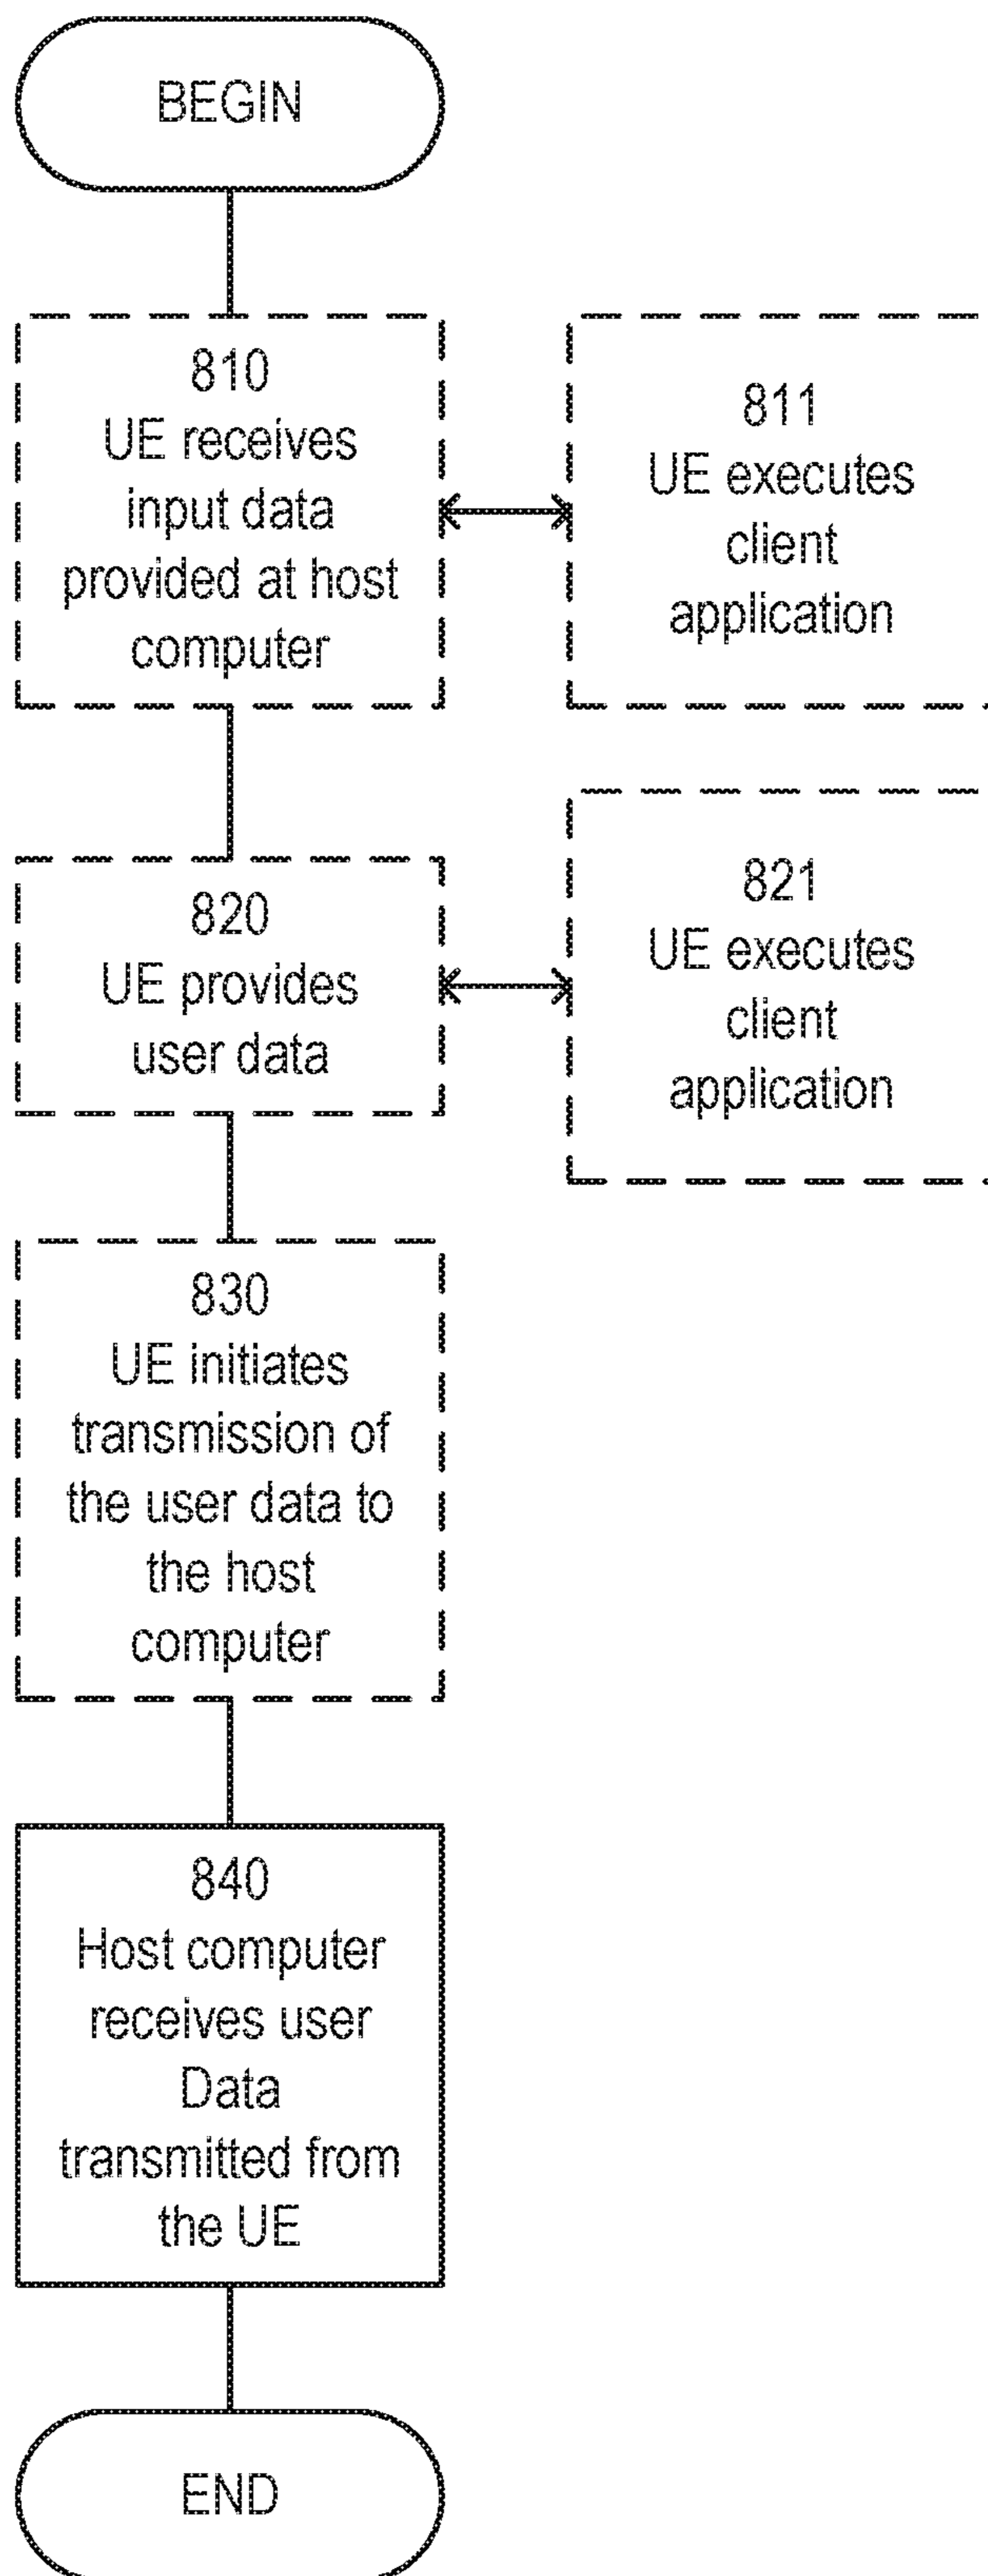 BEGIN
810
UE receives
input data
provided at host
computer
811
UE executes
client
application
820
UE provides
user data
821
UE executes
client
application
830
UE initiates
transmission of
the user data to
the host
computer
840
Host computer
receives user
Data
transmitted from
the UE
END